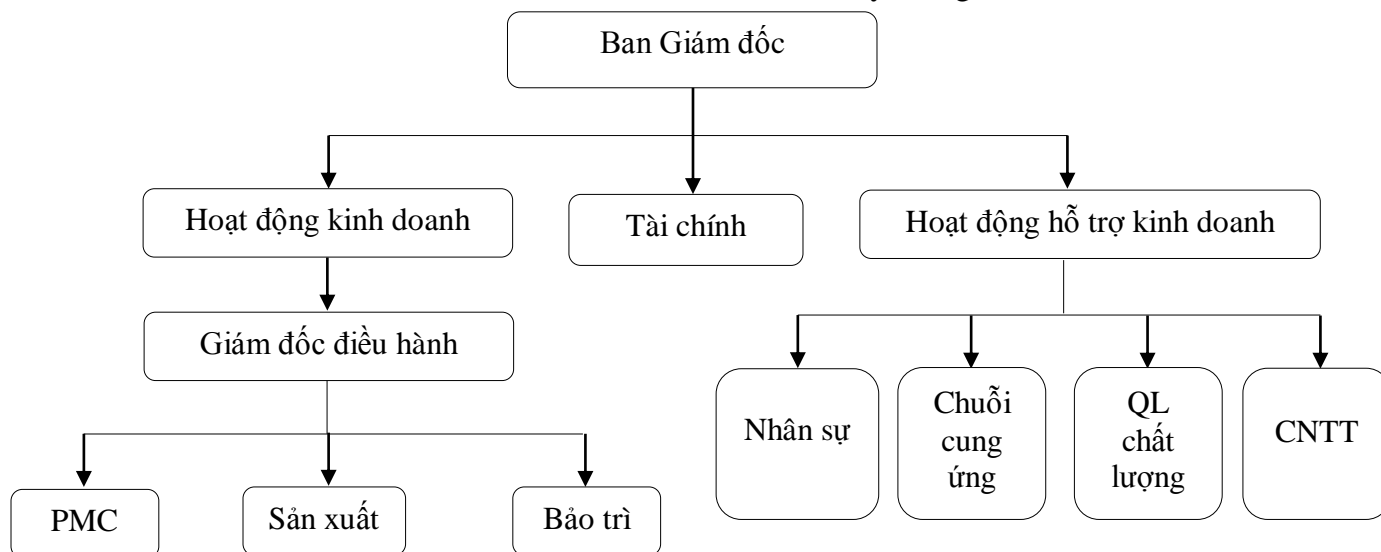 Ban Giám đốc
Hoạt động kinh doanh
Tài chính
Hoạt động hỗ trợ kinh doanh
Giám đốc điều hành
Nhân sự
Chuỗi
cung
ứng
QL
chất
lượng
CNTT
PMC
Sản xuất
Bảo trì